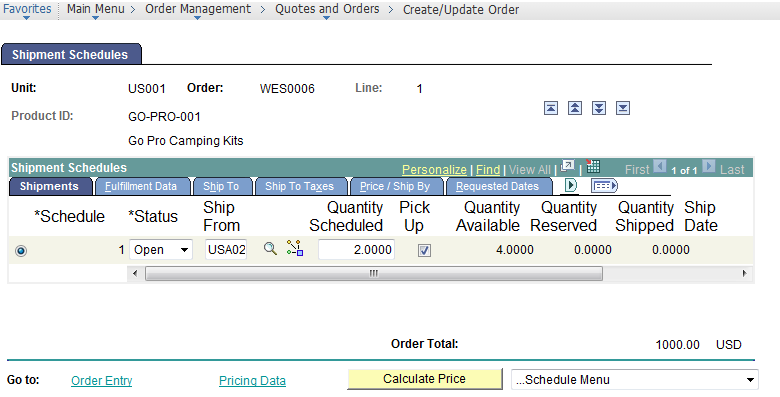 Favorites Main Menu > Order Management > Quotes and Orders > Create/Update Order
Shipment Schedules
Unit: US001 Order: WES0006 Line: 1
Product ID: GO-PRO-001
Go Pro Camping Kits
Shipment Schedules Personalize | Find | View All | | First 1 of 1 Last
Shipments Fulfillment Data Ship To Ship To Taxes Price / Ship By Requested Dates
*Schedule *Status Ship From Quantity Scheduled Pick Up Quantity Available Quantity Reserved Quantity Shipped Ship Date
1 Open USA02 2.0000 4.0000 0.0000 0.0000
Order Total: 1000.00 USD
Go to: Order Entry Pricing Data Calculate Price ...Schedule Menu